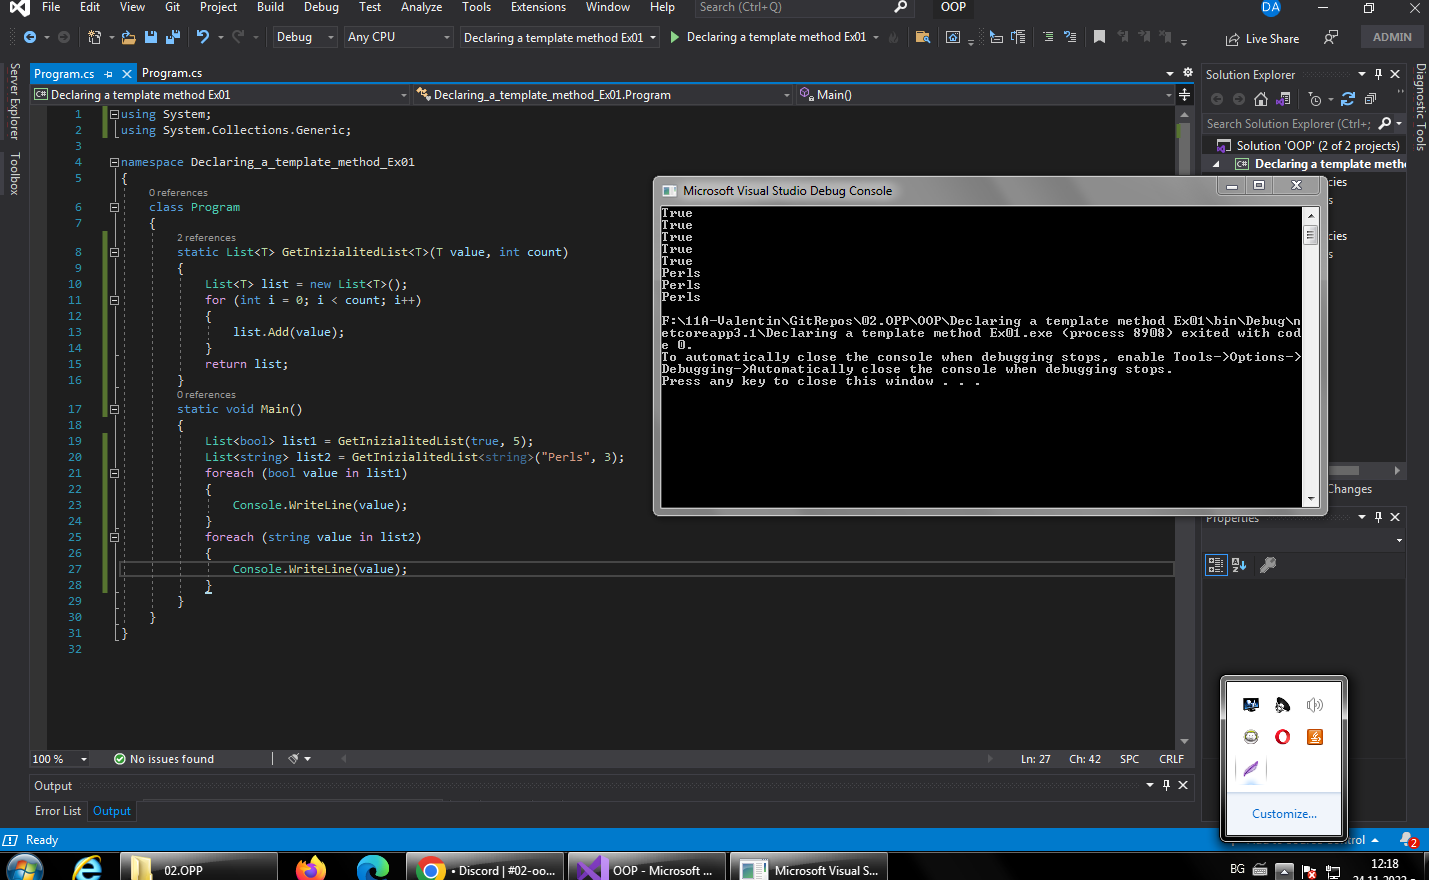 File Edit View Git Project Build Debug Test Analyze Tools Extensions Window Help Search (Ctrl+Q) OOP DA
Debug Any CPU Declaring a template method Ex01 Declaring a template method Ex01 Live Share ADMIN
Server Explorer
Toolbox
Program.cs Program.cs
Declaring a template method Ex01 Declaring_a_template_method_Ex01.Program Main()
1 using System;
2 using System.Collections.Generic;
3
4 namespace Declaring_a_template_method_Ex01
5 {
0 references
6 class Program
7 {
2 references
8 static List<T> GetInizialitedList<T>(T value, int count)
9 {
10 List<T> list = new List<T>();
11 for (int i = 0; i < count; i++)
12 {
13 list.Add(value);
14 }
15 return list;
16 }
0 references
17 static void Main()
18 {
19 List<bool> list1 = GetInizialitedList(true, 5);
20 List<string> list2 = GetInizialitedList<string>("Perls", 3);
21 foreach (bool value in list1)
22 {
23 Console.WriteLine(value);
24 }
25 foreach (string value in list2)
26 {
27 Console.WriteLine(value);
28 }
29 }
30 }
31 }
32
Microsoft Visual Studio Debug Console
True
True
True
True
True
Perls
Perls
Perls
F:\11A-Valentin\GitRepos\02.OPP\OOP\Declaring a template method Ex01\bin\Debug\n
etcoreapp3.1\Declaring a template method Ex01.exe (process 8908) exited with cod
e 0.
To automatically close the console when debugging stops, enable Tools->Options->
Debugging->Automatically close the console when debugging stops.
Press any key to close this window . . .
Solution Explorer
Search Solution Explorer (Ctrl+;
Solution 'OOP' (2 of 2 projects)
Declaring a template meth
cies
s
cies
s
Changes
Properties
Diagnostic Tools
100 % No issues found Ln: 27 Ch: 42 SPC CRLF
Output
Error List Output
Ready
Customize...
2
02.OPP • Discord | #02-oo... OOP - Microsoft ... Microsoft Visual S...
BG 12:18